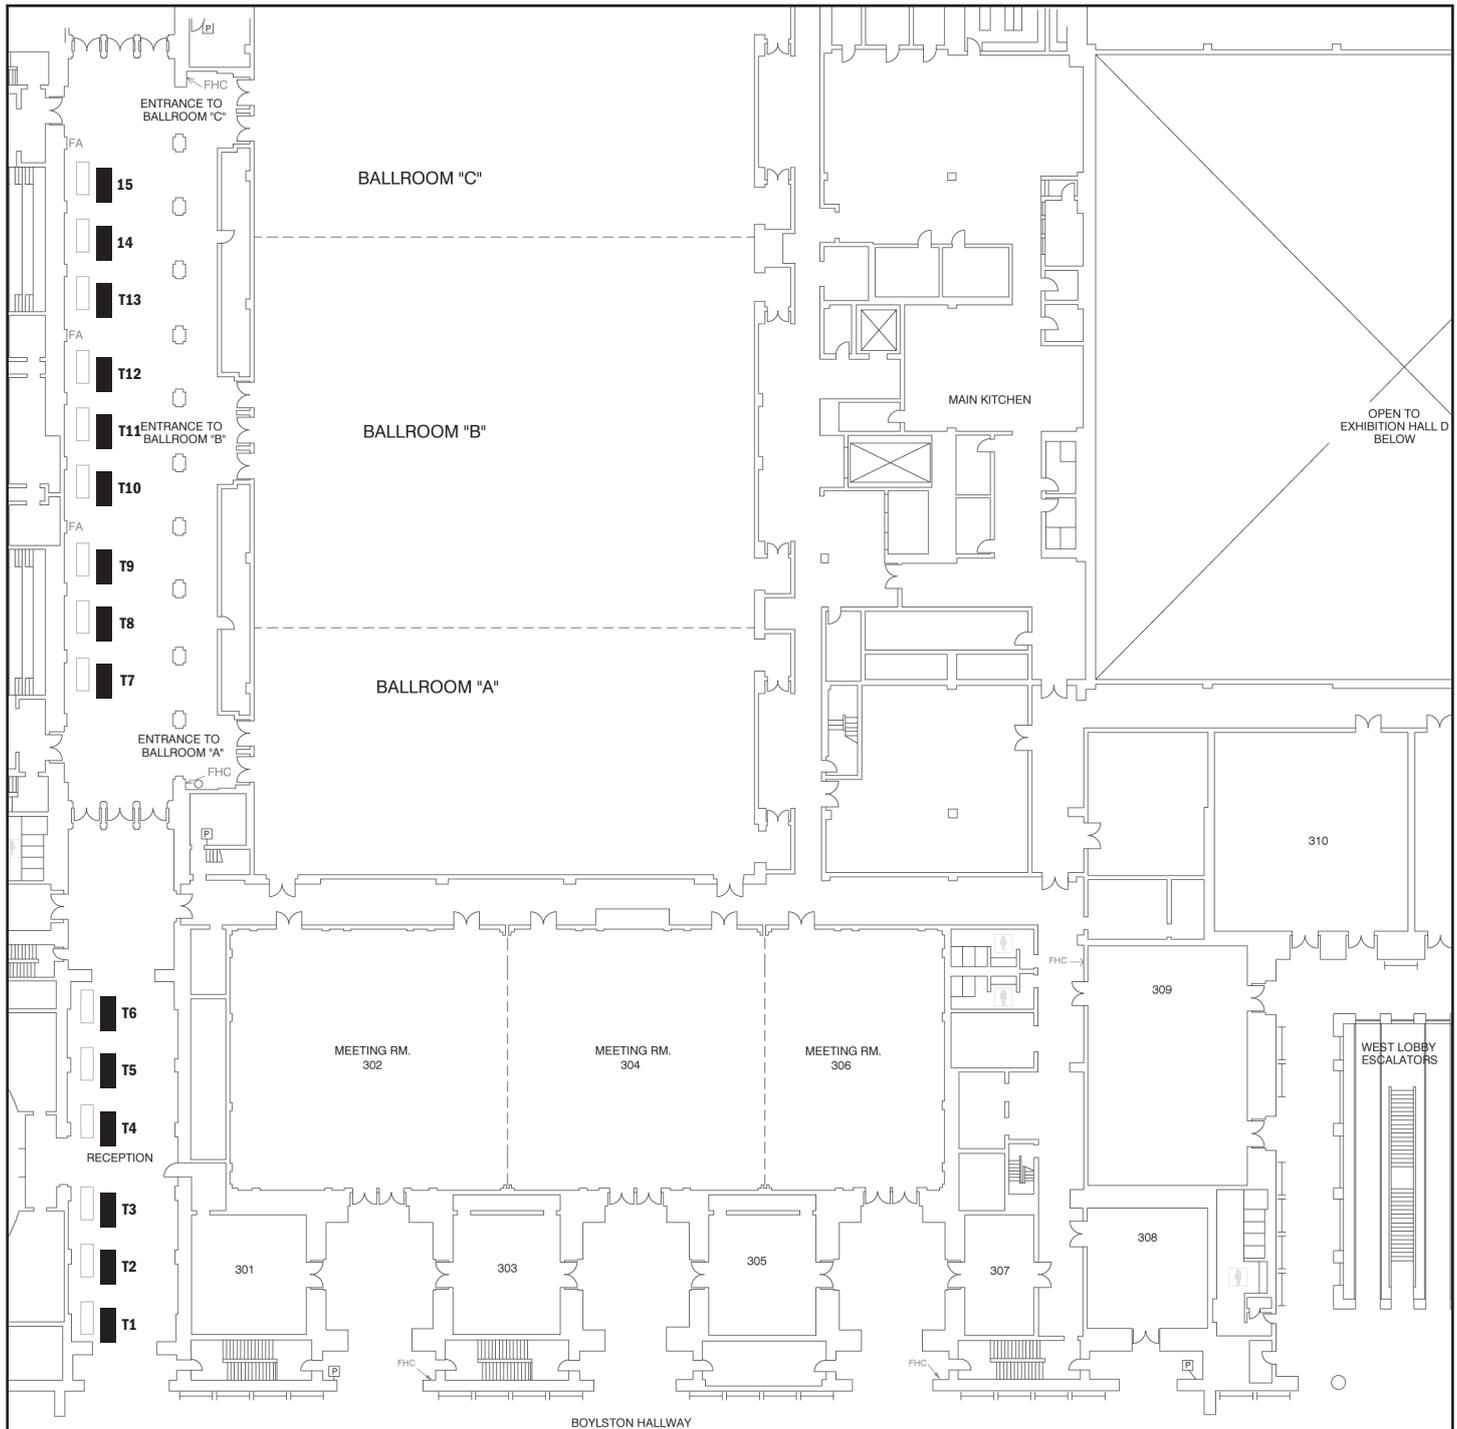 P
FHC
ENTRANCE TO
BALLROOM "C"
FA
15
BALLROOM "C"
14
T13
FA
T12
MAIN KITCHEN
OPEN TO
EXHIBITION HALL D
BELOW
T11
ENTRANCE TO
BALLROOM "B"
BALLROOM "B"
T10
FA
T9
T8
T7
BALLROOM "A"
ENTRANCE TO
BALLROOM "A"
FHC
P
310
FHC
309
T6
MEETING RM.
302
MEETING RM.
304
MEETING RM.
306
WEST LOBBY
ESCALATORS
T5
T4
RECEPTION
T3
T2
T1
301
303
305
307
308
P
FHC
FHC
P
BOYLSTON HALLWAY